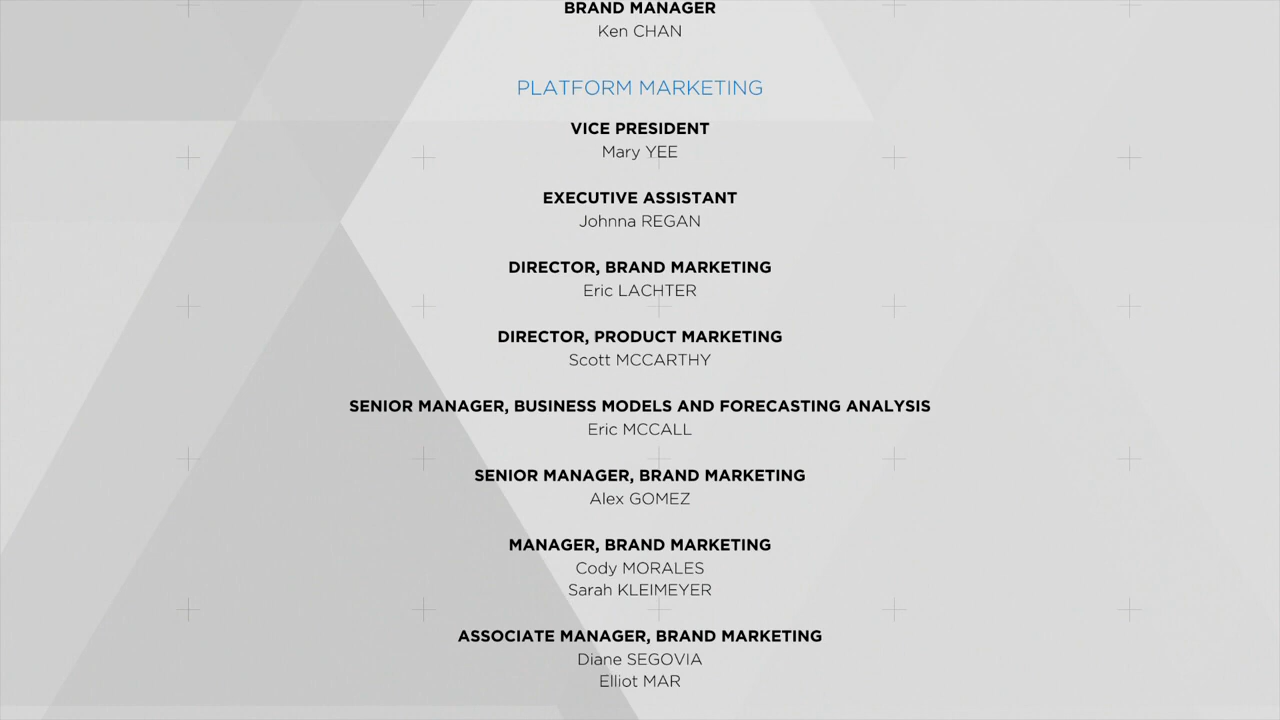 BRAND MANAGER
Ken CHAN
PLATFORM MARKETING
VICE PRESIDENT
Mary YEE
EXECUTIVE ASSISTANT
Johnna REGAN
DIRECTOR, BRAND MARKETING
Eric LACHTER
DIRECTOR, PRODUCT MARKETING
Scott MCCARTHY
SENIOR MANAGER, BUSINESS MODELS AND FORECASTING ANALYSIS
Eric MCCALL
SENIOR MANAGER, BRAND MARKETING
Alex GOMEZ
MANAGER, BRAND MARKETING
Cody MORALES
Sarah KLEIMEYER
ASSOCIATE MANAGER, BRAND MARKETING
Diane SEGOVIA
Elliot MAR